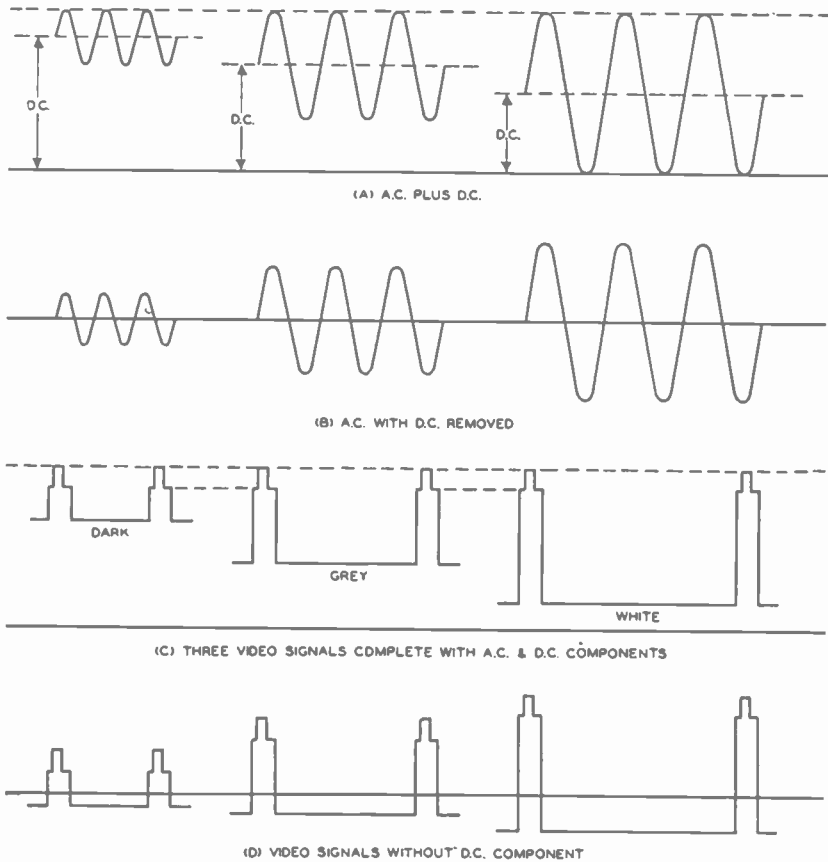 D.C.
D.C.
D.C.
(A) A.C. PLUS D.C.
(B) A.C. WITH D.C. REMOVED
DARK
GREY
WHITE
(C) THREE VIDEO SIGNALS COMPLETE WITH A.C. & D.C. COMPONENTS
(D) VIDEO SIGNALS WITHOUT D.C. COMPONENT